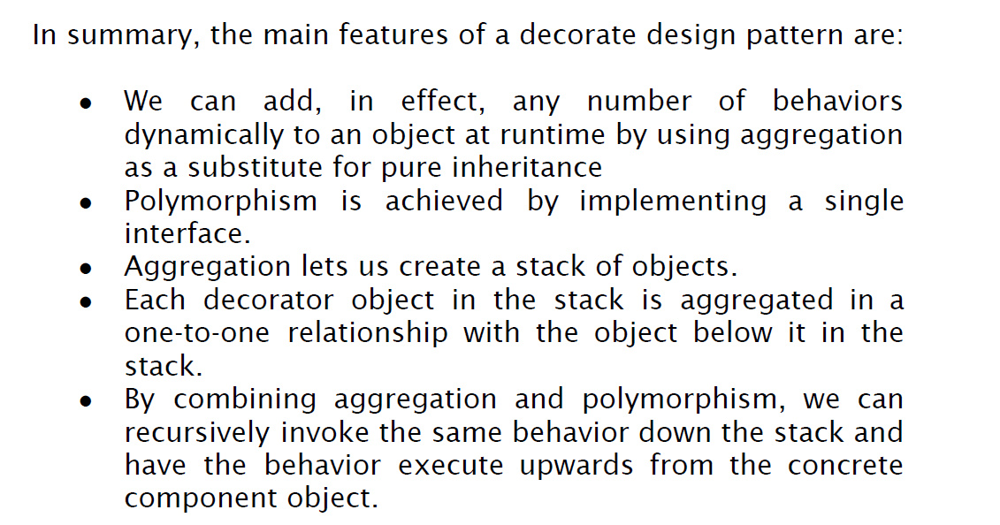 In summary, the main features of a decorate design pattern are:
● We can add, in effect, any number of behaviors
dynamically to an object at runtime by using aggregation
as a substitute for pure inheritance
● Polymorphism is achieved by implementing a single
interface.
● Aggregation lets us create a stack of objects.
● Each decorator object in the stack is aggregated in a
one-to-one relationship with the object below it in the
stack.
● By combining aggregation and polymorphism, we can
recursively invoke the same behavior down the stack and
have the behavior execute upwards from the concrete
component object.